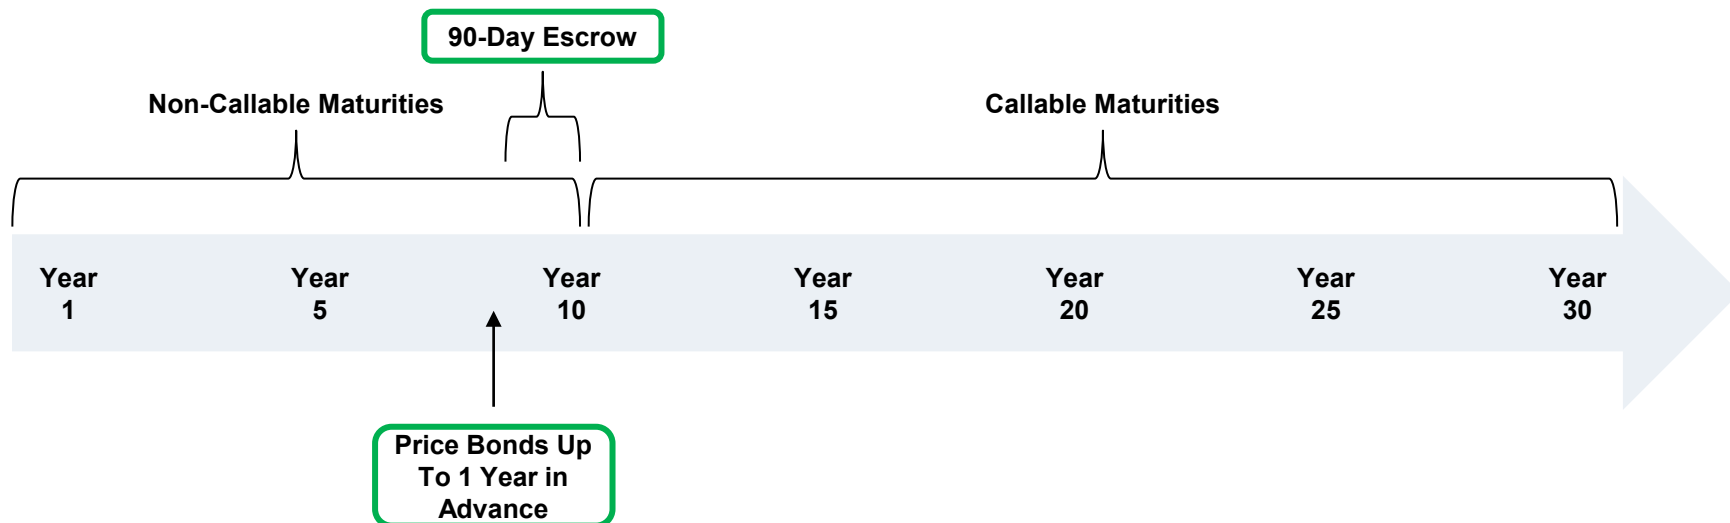 90-Day Escrow
Non-Callable Maturities
Callable Maturities
Year
1
Year
5
Year
10
Year
15
Year
20
Year
25
Year
30
Price Bonds Up
To 1 Year in
Advance